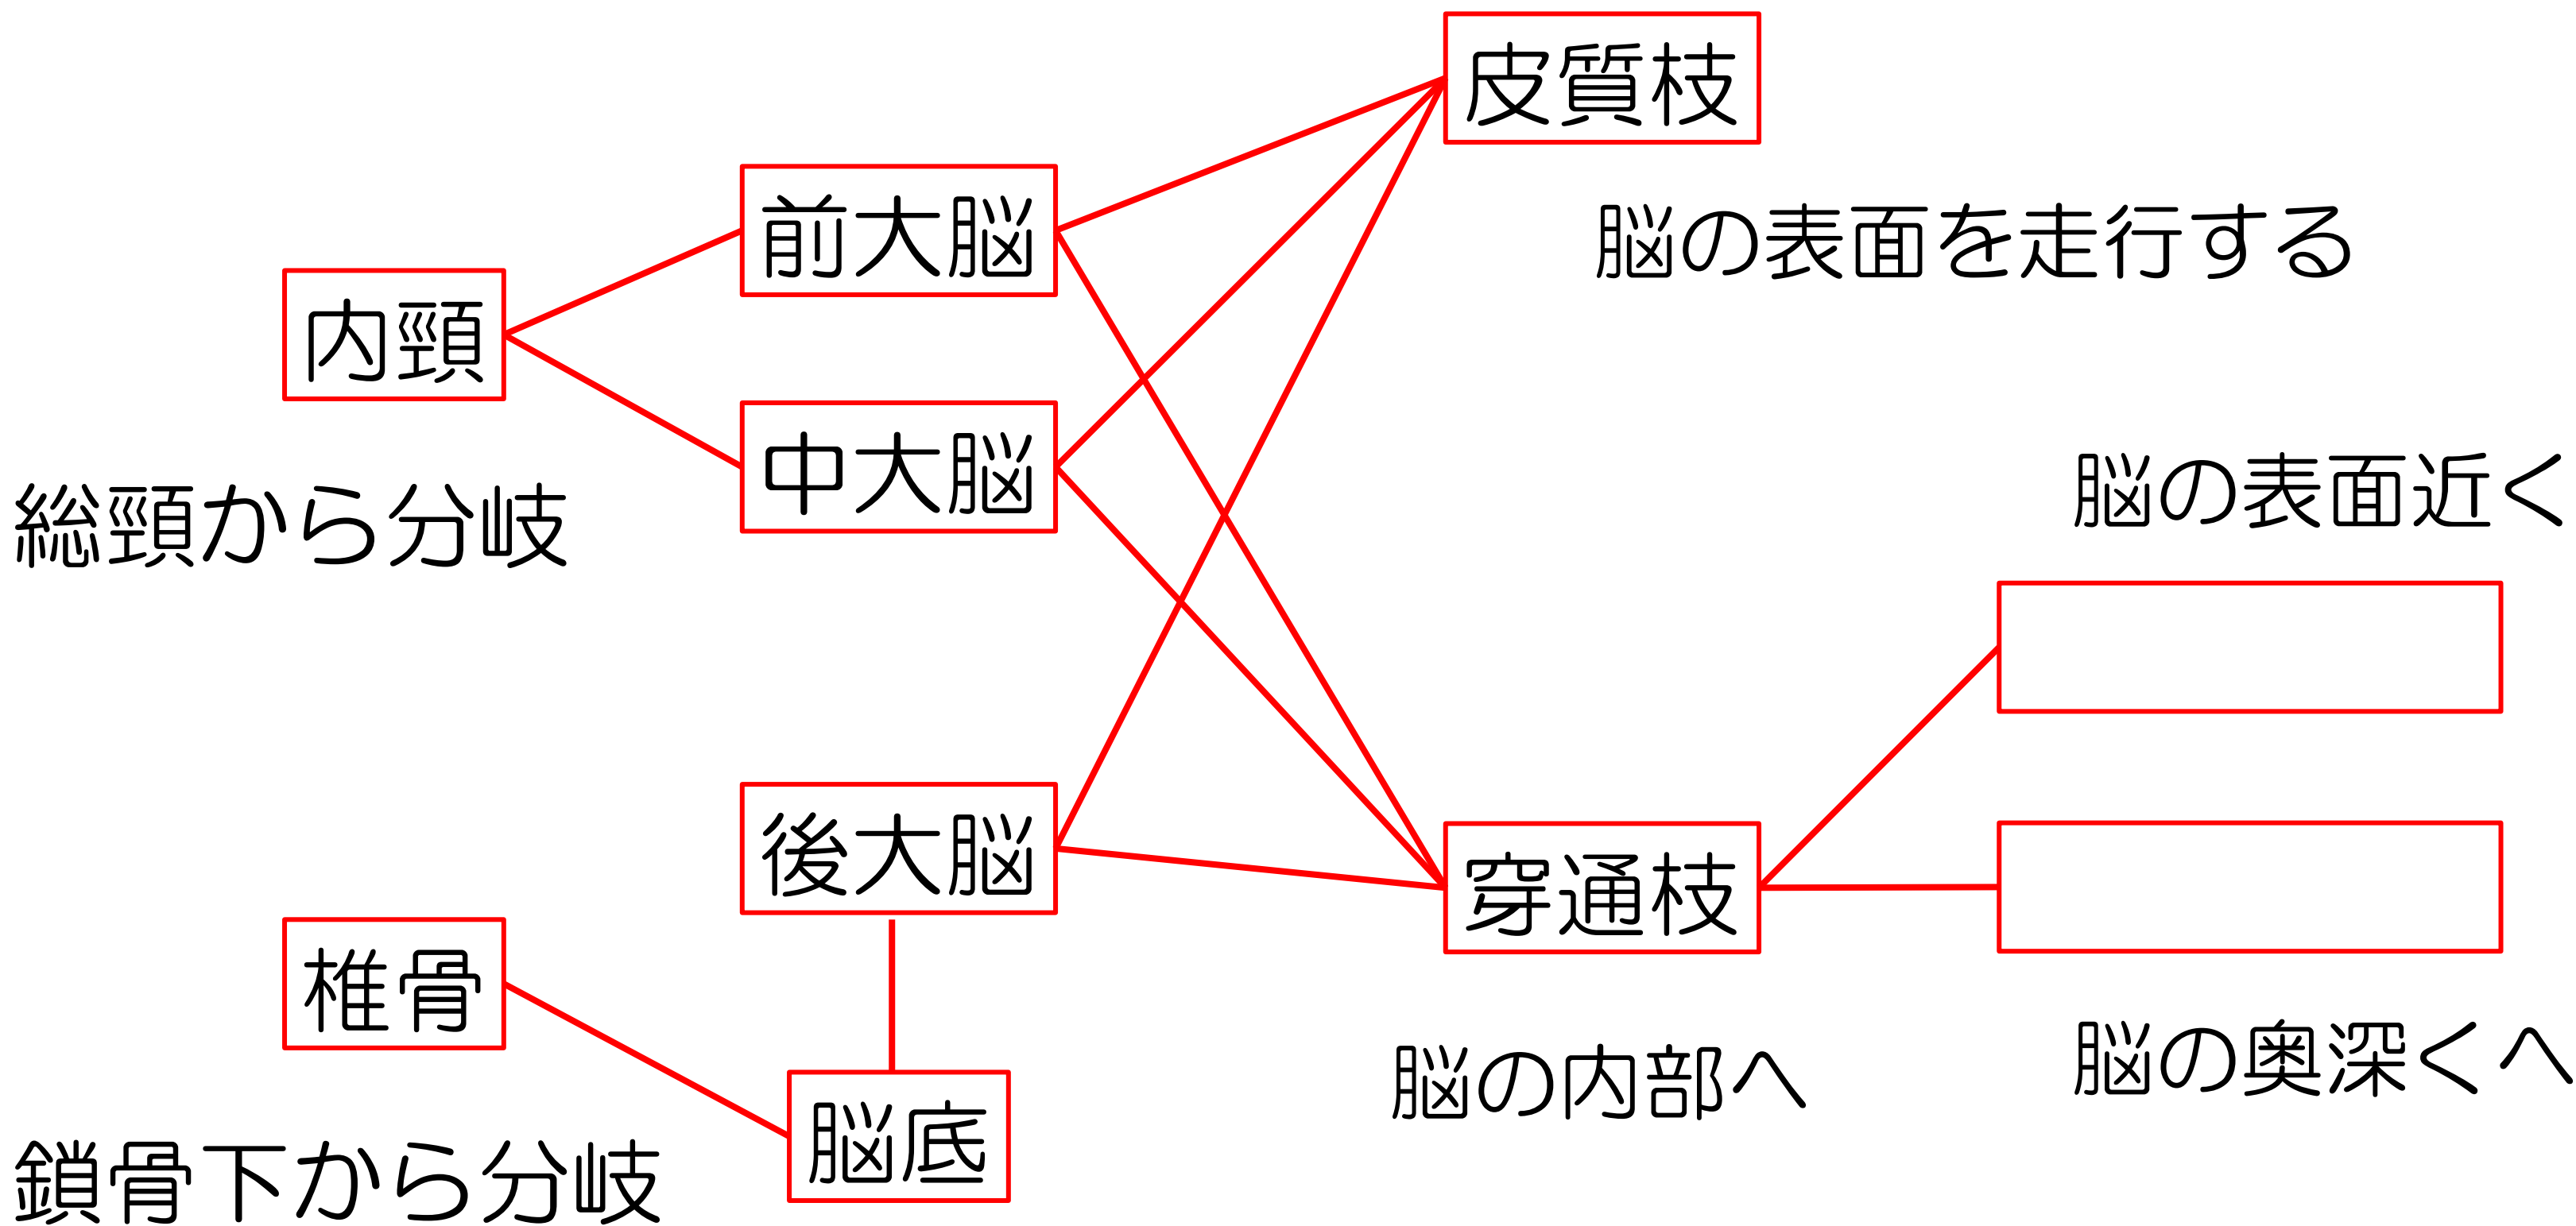 皮質枝
前大脳
脳の表面を走行する
内頸
中大脳
脳の表面近く
総頸から分岐
後大脳
穿通枝
椎骨
脳の奥深くへ
脳の内部へ
脳底
鎖骨下から分岐